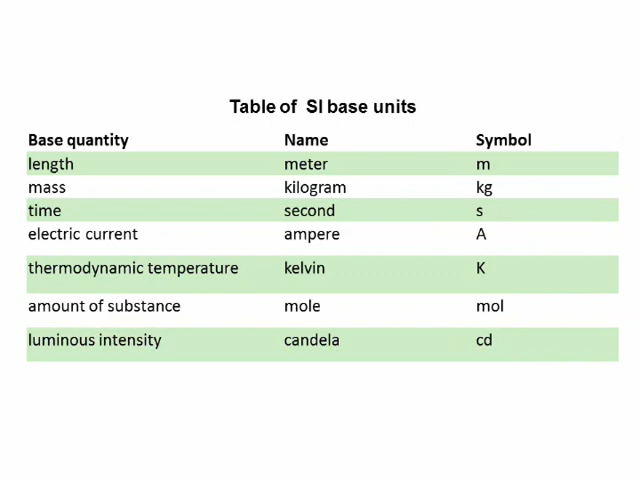 Table of SI base units
Base quantity Name Symbol
length meter m
mass kilogram kg
time second s
electric current ampere A
thermodynamic temperature kelvin K
amount of substance mole mol
luminous intensity candela cd